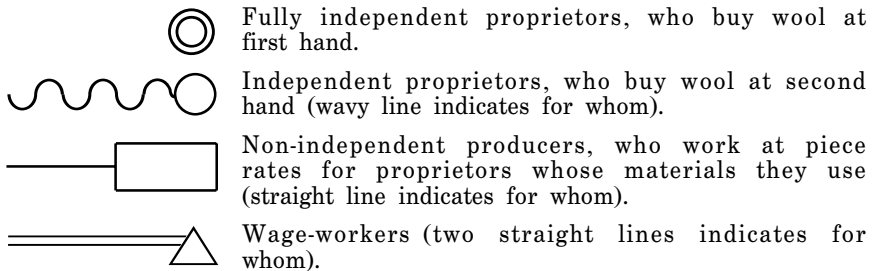 Fully independent proprietors, who buy wool at
first hand.
Independent proprietors, who buy wool at second
hand (wavy line indicates for whom).
Non-independent producers, who work at piece
rates for proprietors whose materials they use
(straight line indicates for whom).
Wage-workers (two straight lines indicates for
whom).